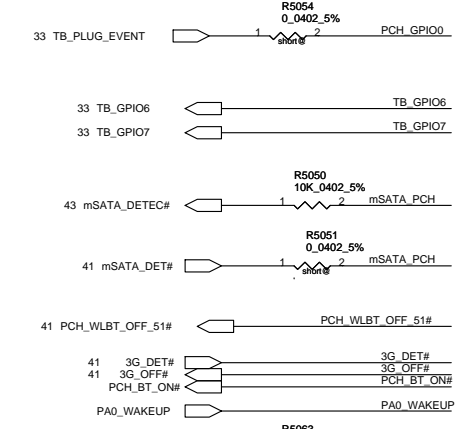 R5054
0_0402_5%
33 TB_PLUG_EVENT 1 2 PCH_GPIO0
short@
33 TB_GPIO6 TB_GPIO6
33 TB_GPIO7 TB_GPIO7
R5050
10K_0402_5%
43 mSATA_DETEC# 1 2 mSATA_PCH
R5051
0_0402_5%
41 mSATA_DET# 1 2 mSATA_PCH
short@
41 PCH_WLBT_OFF_51# PCH_WLBT_OFF_51#
41 3G_DET# 3G_DET#
41 3G_OFF# 3G_OFF#
PCH_BT_ON# PCH_BT_ON#
PA0_WAKEUP PA0_WAKEUP
R5063